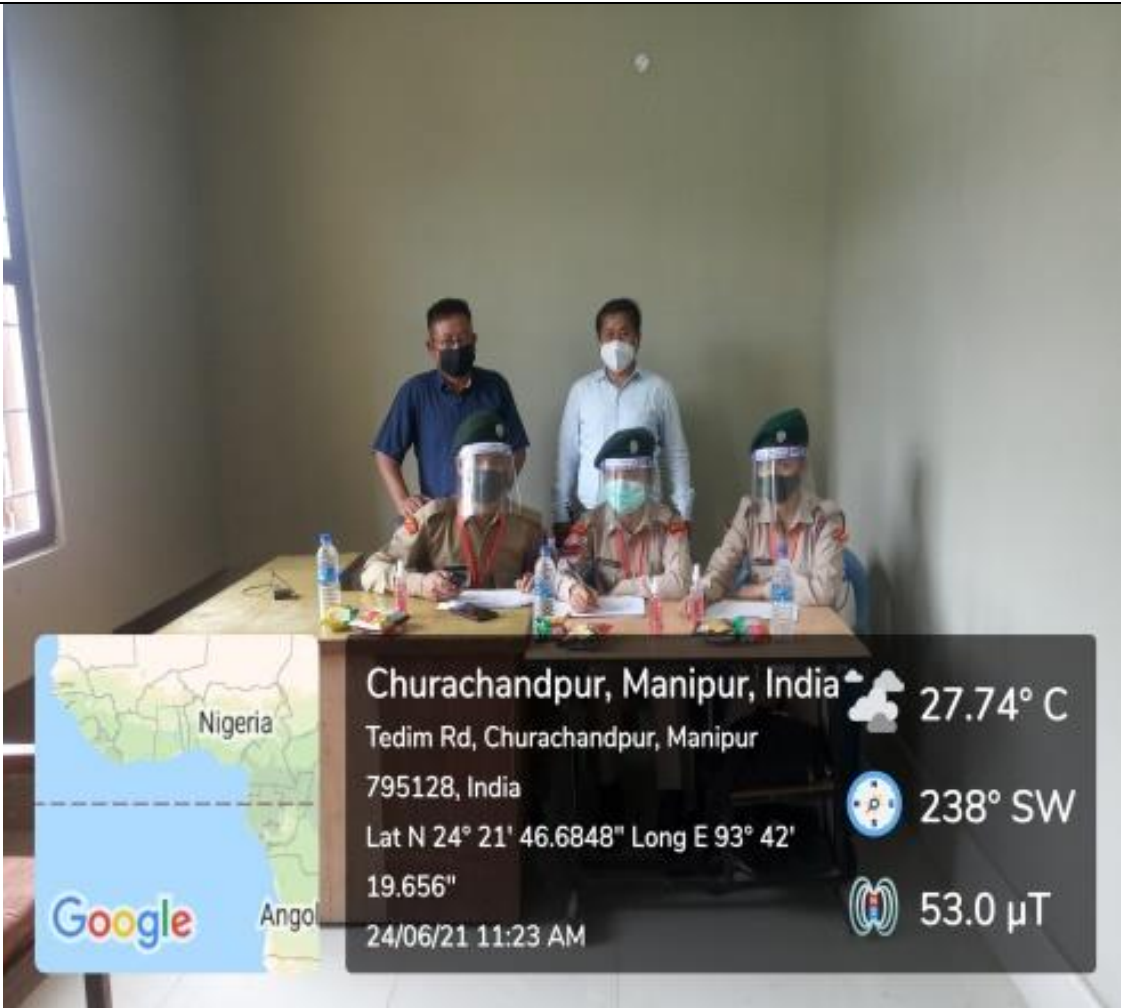 Nigeria
Angol
Google
Churachandpur, Manipur, India
Tedim Rd, Churachandpur, Manipur
795128, India
Lat N 24° 21' 46.6848" Long E 93° 42'
19.656"
24/06/21 11:23 AM
27.74° C
238° SW
53.0 µT